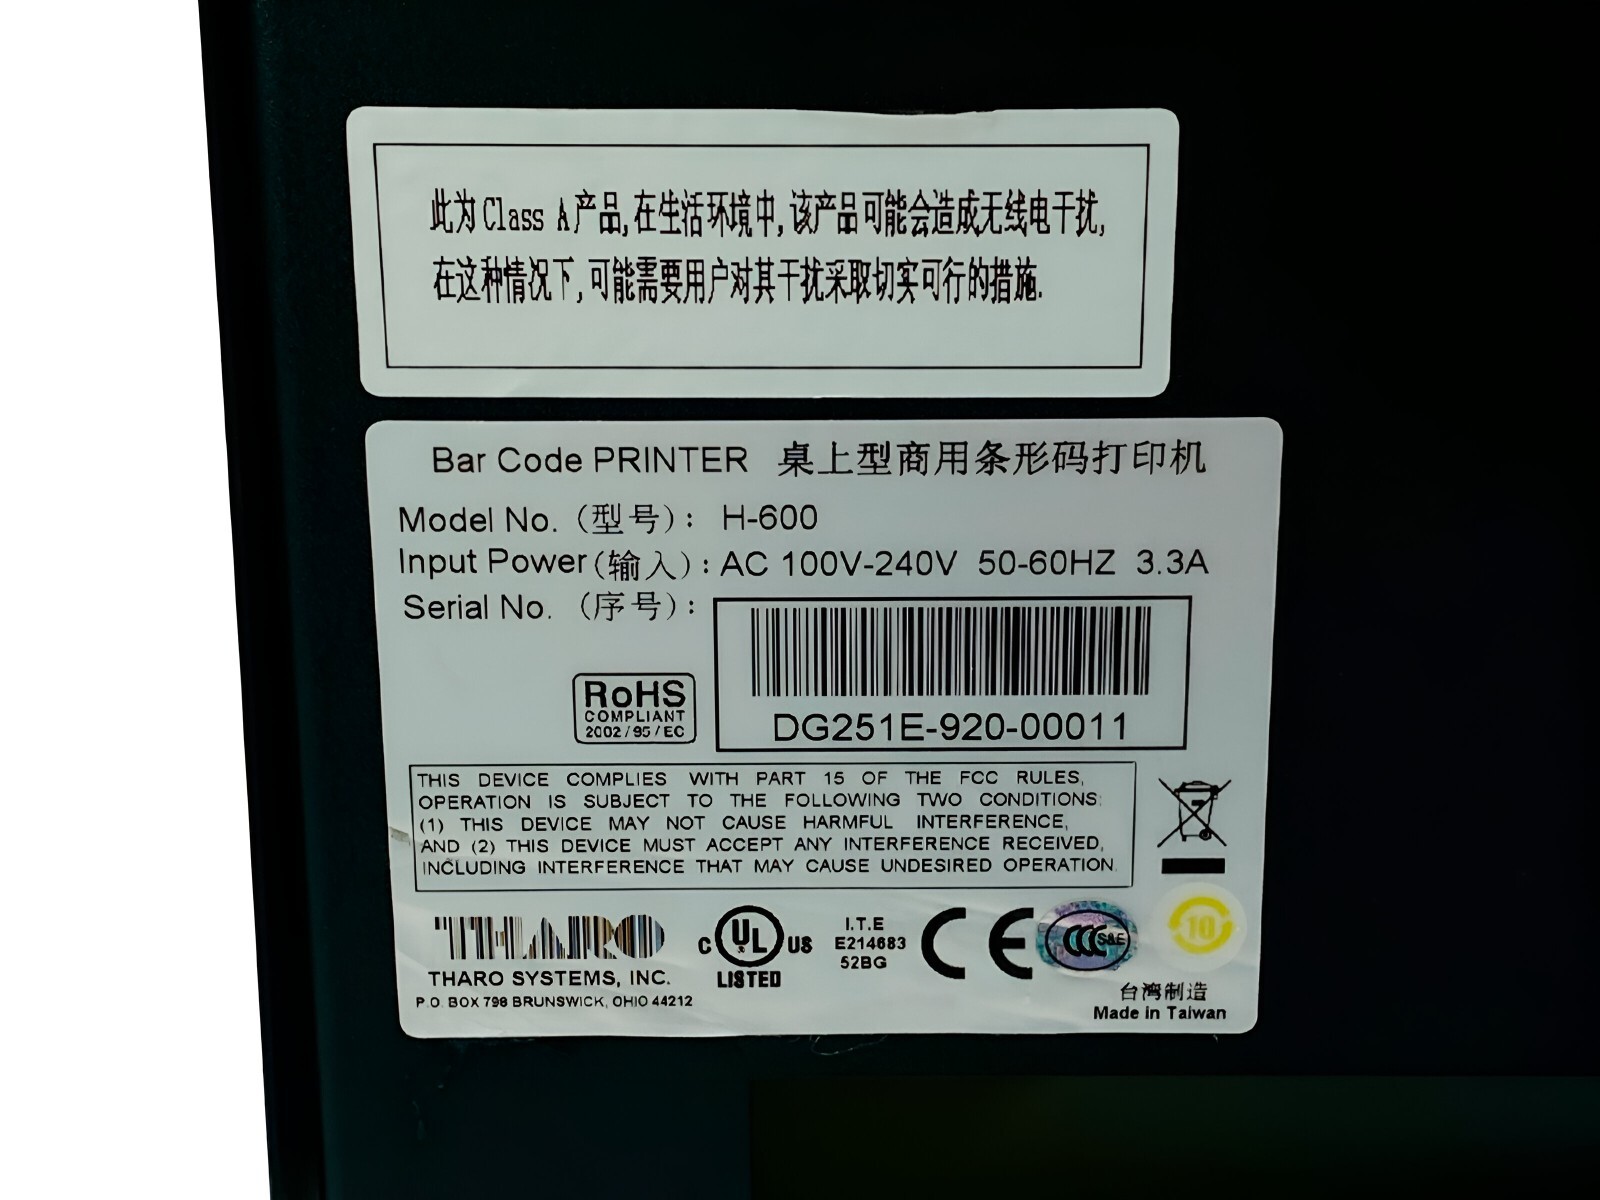 此为Class A产品,在生活环境中,该产品可能会造成无线电干扰,
在这种情况下,可能需要用户对其干扰采取切实可行的措施.
Bar Code PRINTER 桌上型商用条形码打印机
Model No. (型号): H-600
Input Power(输入): AC 100V-240V 50-60HZ 3.3A
Serial No. (序号):
DG251E-920-00011
RoHS
COMPLIANT
2002/95/EC
THIS DEVICE COMPLIES WITH PART 15 OF THE FCC RULES,
OPERATION IS SUBJECT TO THE FOLLOWING TWO CONDITIONS:
(1) THIS DEVICE MAY NOT CAUSE HARMFUL INTERFERENCE,
AND (2) THIS DEVICE MUST ACCEPT ANY INTERFERENCE RECEIVED,
INCLUDING INTERFERENCE THAT MAY CAUSE UNDESIRED OPERATION.
THARO
THARO SYSTEMS, INC.
P.O. BOX 798 BRUNSWICK, OHIO 44212
C UL US
LISTED
I.T.E
E214683
52BG
CE
CCC S&E
10
台湾制造
Made in Taiwan